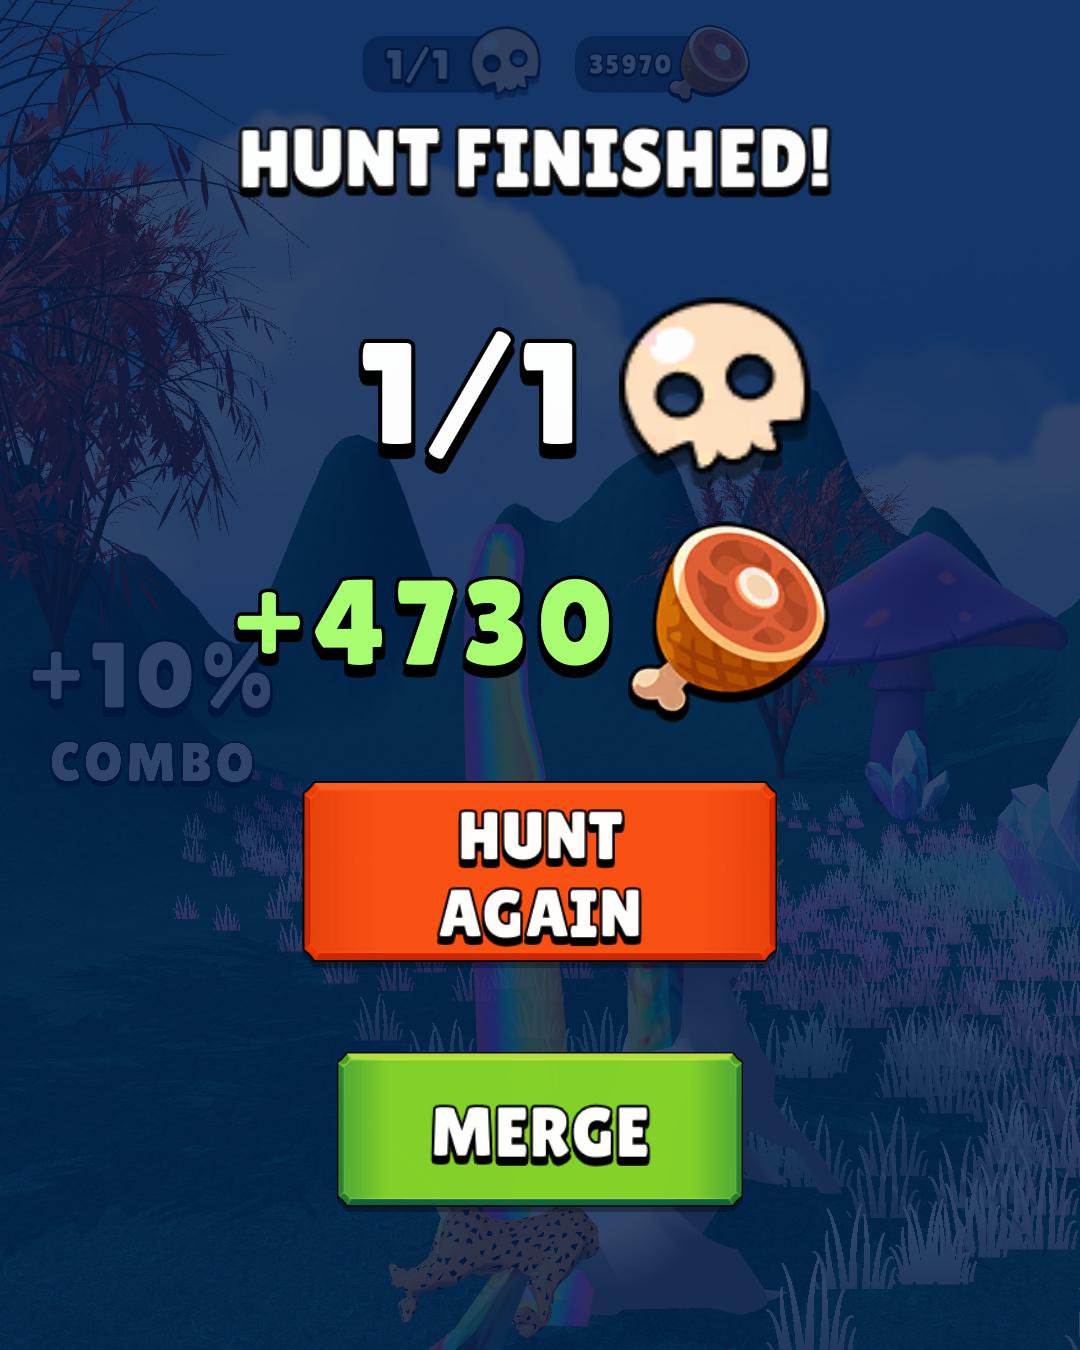 1/1
35970
HUNT FINISHED!
1/1
+4730
+10%
COMBO
HUNT
AGAIN
MERGE